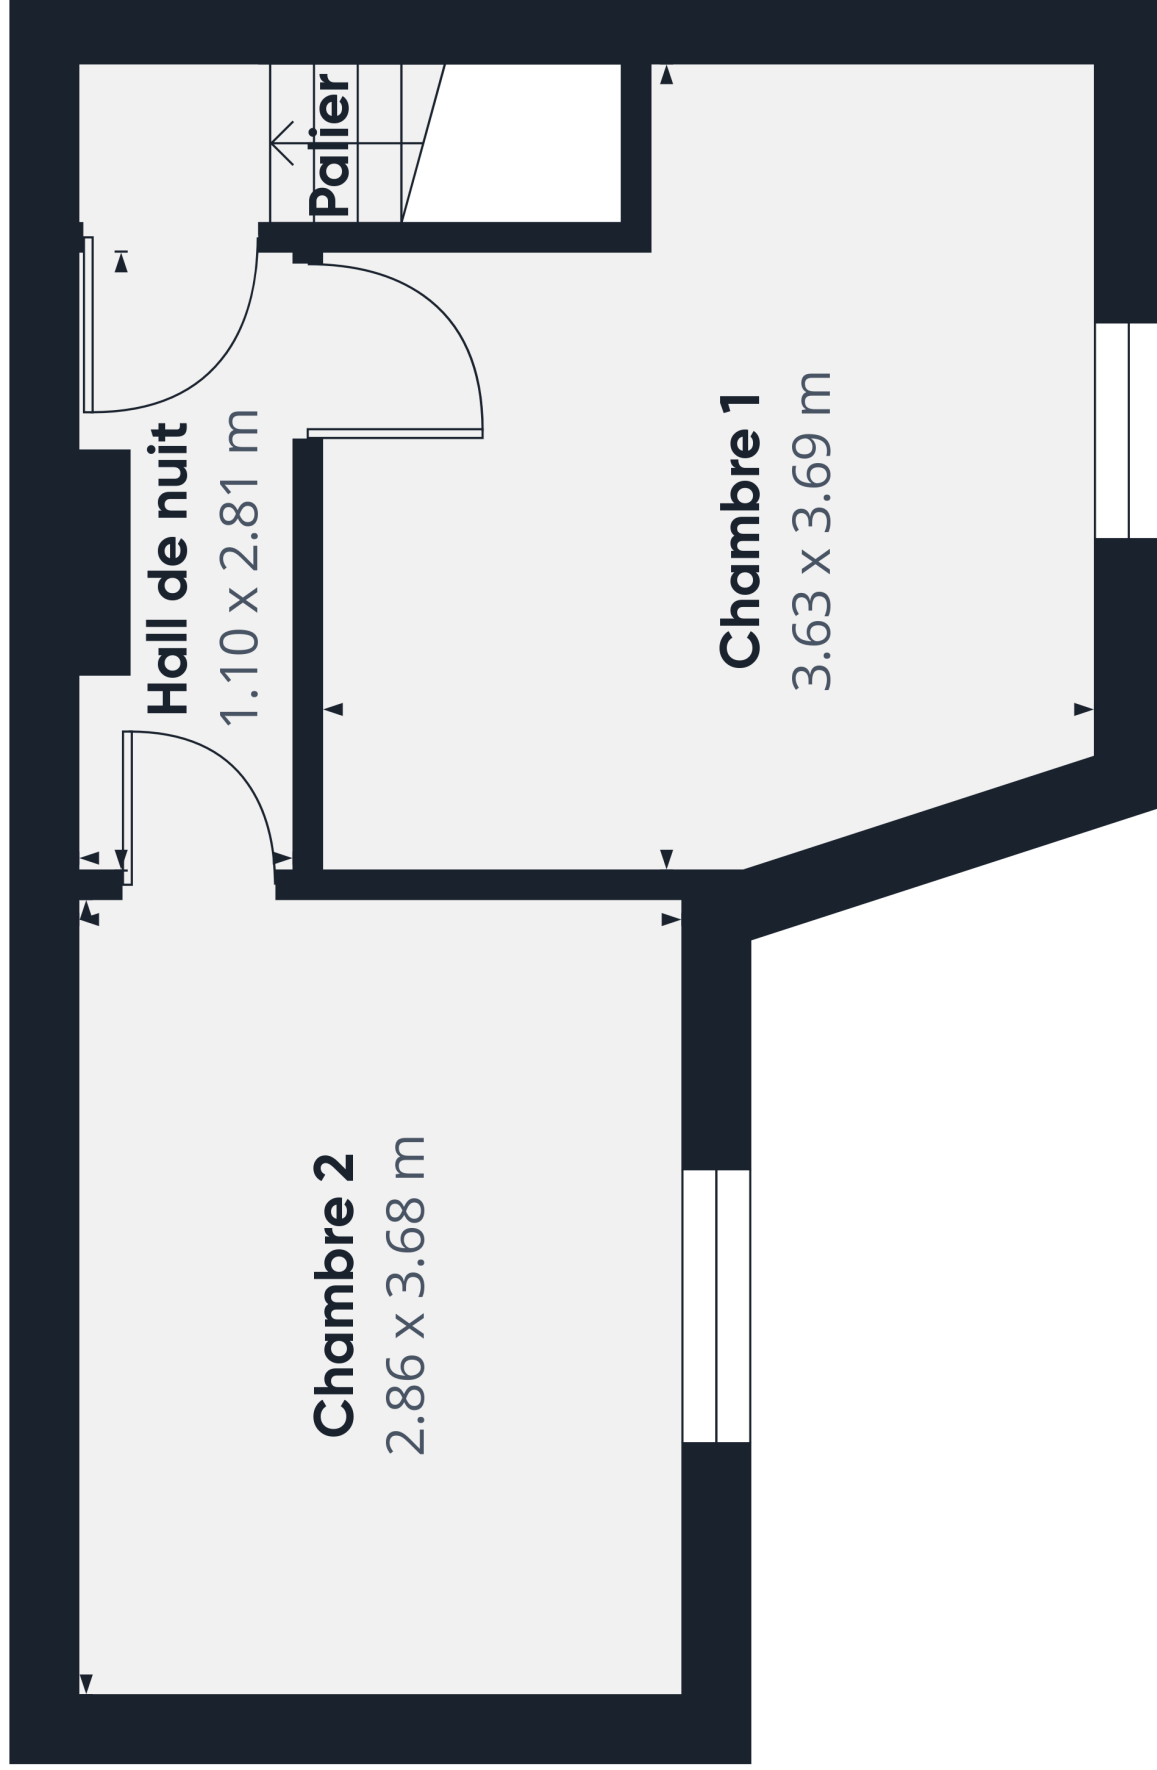 Palier
Hall de nuit
1.10 x 2.81 m
Chambre 1
3.63 x 3.69 m
Chambre 2
2.86 x 3.68 m